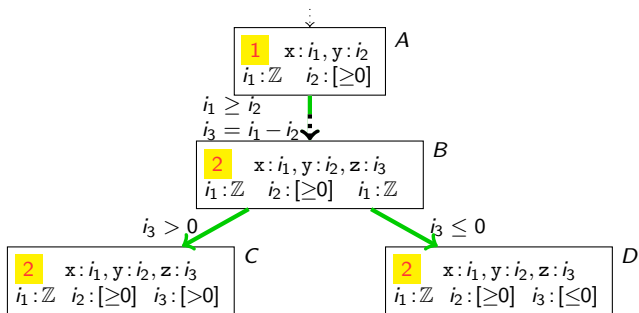 A
1 x:i₁, y:i₂
i₁:ℤ i₂:[≥0]
i₁ ≥ i₂
i₃ = i₁ − i₂
B
2 x:i₁, y:i₂, z:i₃
i₁:ℤ i₂:[≥0] i₁:ℤ
i₃ > 0
i₃ ≤ 0
C
2 x:i₁, y:i₂, z:i₃
i₁:ℤ i₂:[≥0] i₃:[>0]
D
2 x:i₁, y:i₂, z:i₃
i₁:ℤ i₂:[≥0] i₃:[≤0]